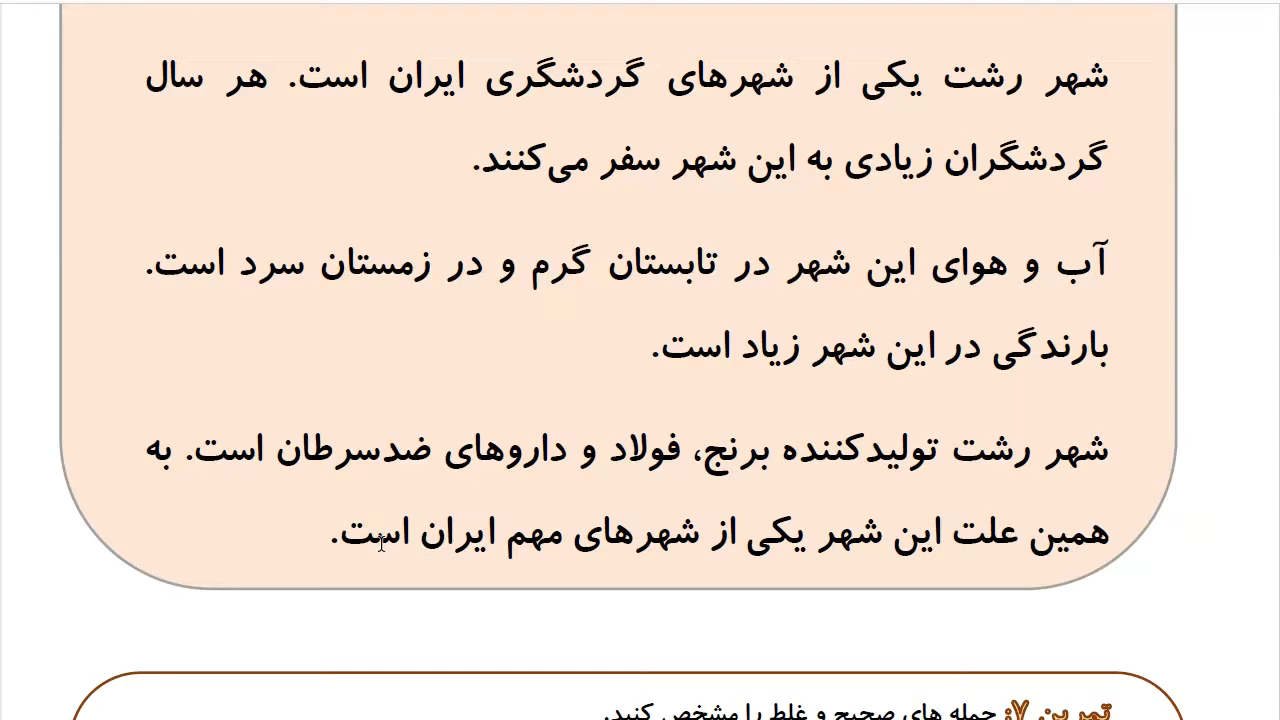 شهر رشت یکی از شهرهای گردشگری ایران است. هر سال
گردشگران زیادی به این شهر سفر می‌کنند.
آب و هوای این شهر در تابستان گرم و در زمستان سرد است.
بارندگی در این شهر زیاد است.
شهر رشت تولیدکننده برنج، فولاد و داروهای ضدسرطان است. به
همین علت این شهر یکی از شهرهای مهم ایران است.
تمرین ۷: جمله های صحیح و غلط را مشخص کنید.